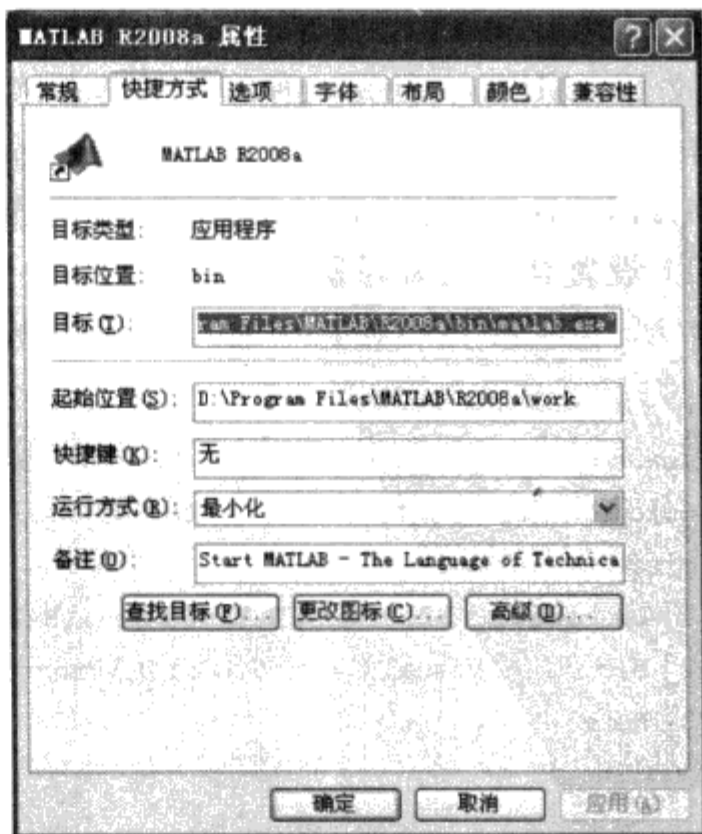 MATLAB R2008a 属性
常规 快捷方式 选项 字体 布局 颜色 兼容性
MATLAB R2008a
目标类型: 应用程序
目标位置: bin
目标(T): ram Files\MATLAB\R2008a\bin\matlab.exe"
起始位置(S): D:\Program Files\MATLAB\R2008a\work
快捷键(K): 无
运行方式(R): 最小化
备注(O): Start MATLAB - The Language of Technica
查找目标(F)... 更改图标(C)... 高级(D)...
确定 取消 应用(A)